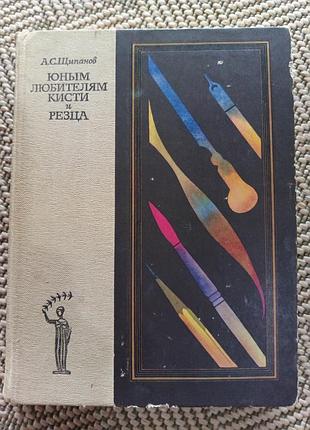 А.С.Щипанов
ЮНЫМ
ЛЮБИТЕЛЯМ
КИСТИ
и
РЕЗЦА